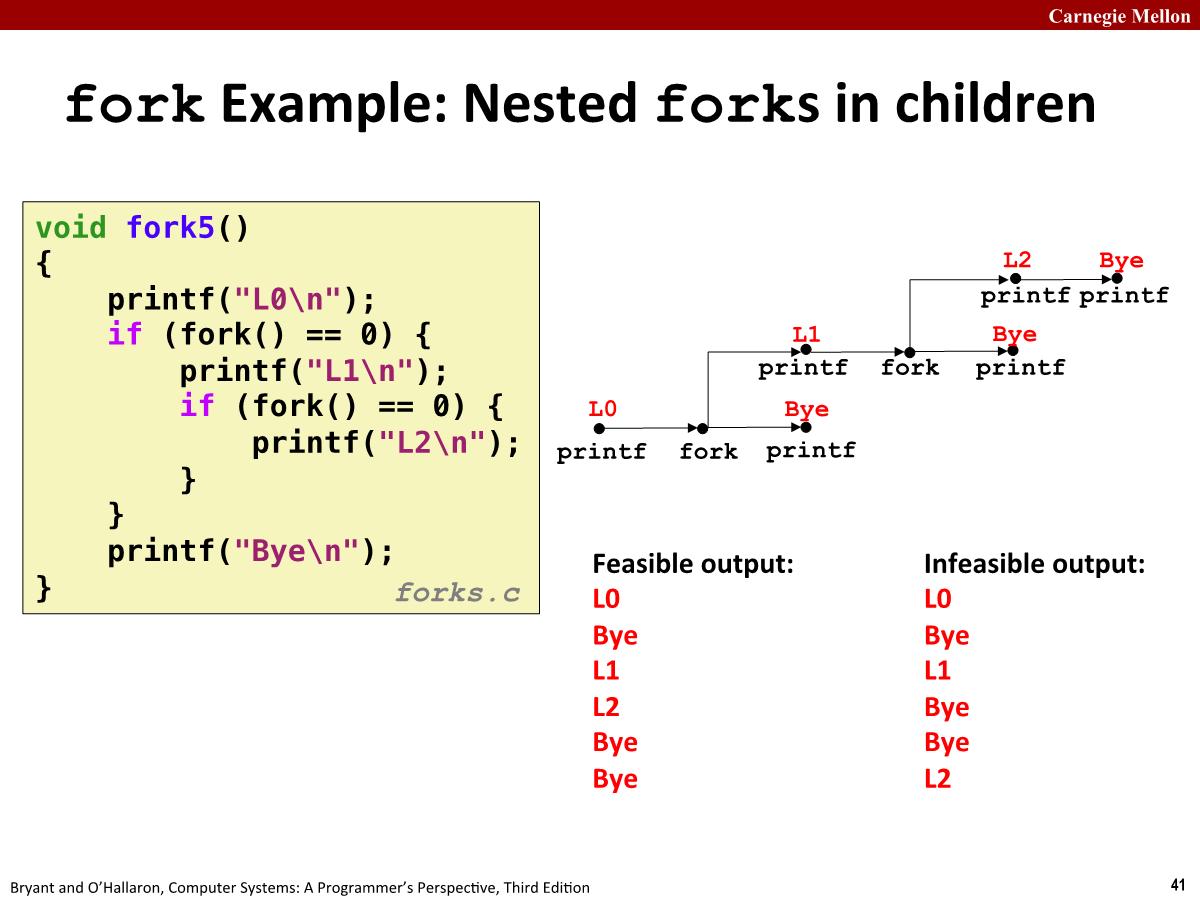 Carnegie Mellon
fork Example: Nested forks in children
void fork5()
{
    printf("L0\n");
    if (fork() == 0) {
        printf("L1\n");
        if (fork() == 0) {
            printf("L2\n");
        }
    }
    printf("Bye\n");
}
forks.c
L2 Bye
printf printf
L1 Bye
printf fork printf
L0 Bye
printf fork printf
Feasible output:
L0
Bye
L1
L2
Bye
Bye
Infeasible output:
L0
Bye
L1
Bye
Bye
L2
Bryant and O’Hallaron, Computer Systems: A Programmer’s Perspective, Third Edition
41